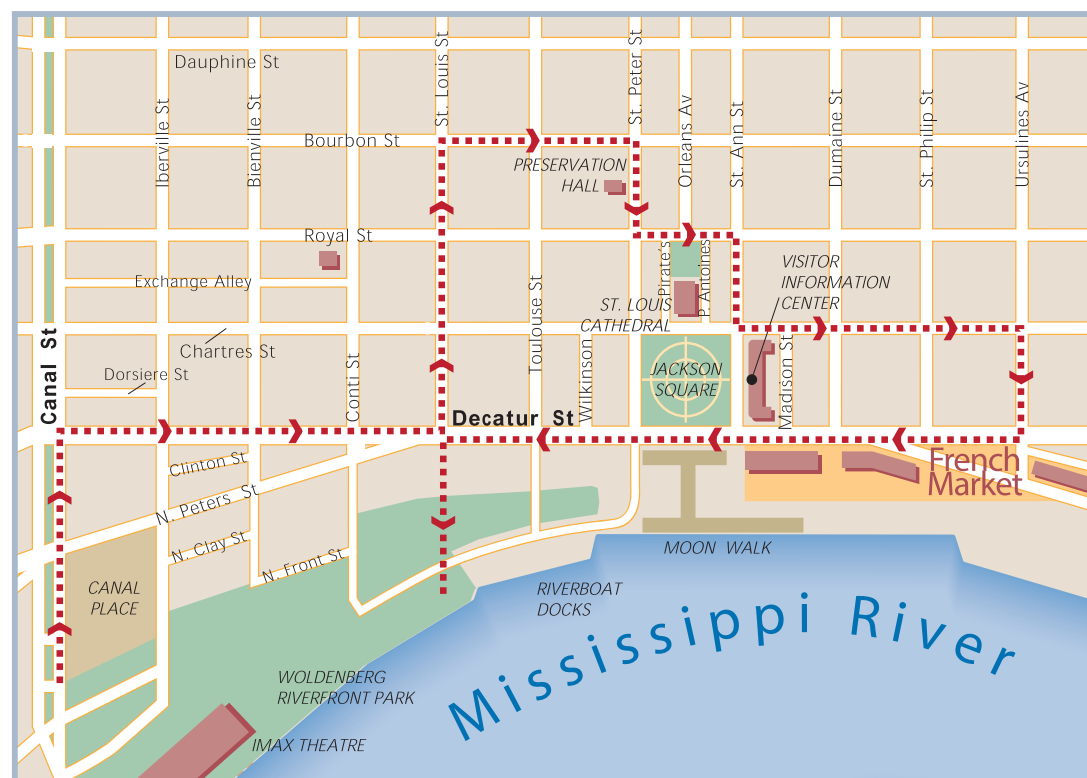 Dauphine St
Iberville St
Bienville St
St. Louis St
St. Peter St
Orleans Av
St. Ann St
Dumaine St
St. Phillip St
Ursulines Av
Bourbon St
PRESERVATION
HALL
Royal St
Exchange Alley
Pirate's
P. Antoines
VISITOR
INFORMATION
CENTER
ST. LOUIS
CATHEDRAL
Toulouse St
Wilkinson
Canal St
Chartres St
Dorsiere St
Conti St
JACKSON
SQUARE
Madison St
Decatur St
Clinton St
N. Peters St
N. Clay St
N. Front St
French
Market
MOON WALK
CANAL
PLACE
RIVERBOAT
DOCKS
Mississippi River
WOLDENBERG
RIVERFRONT PARK
IMAX THEATRE